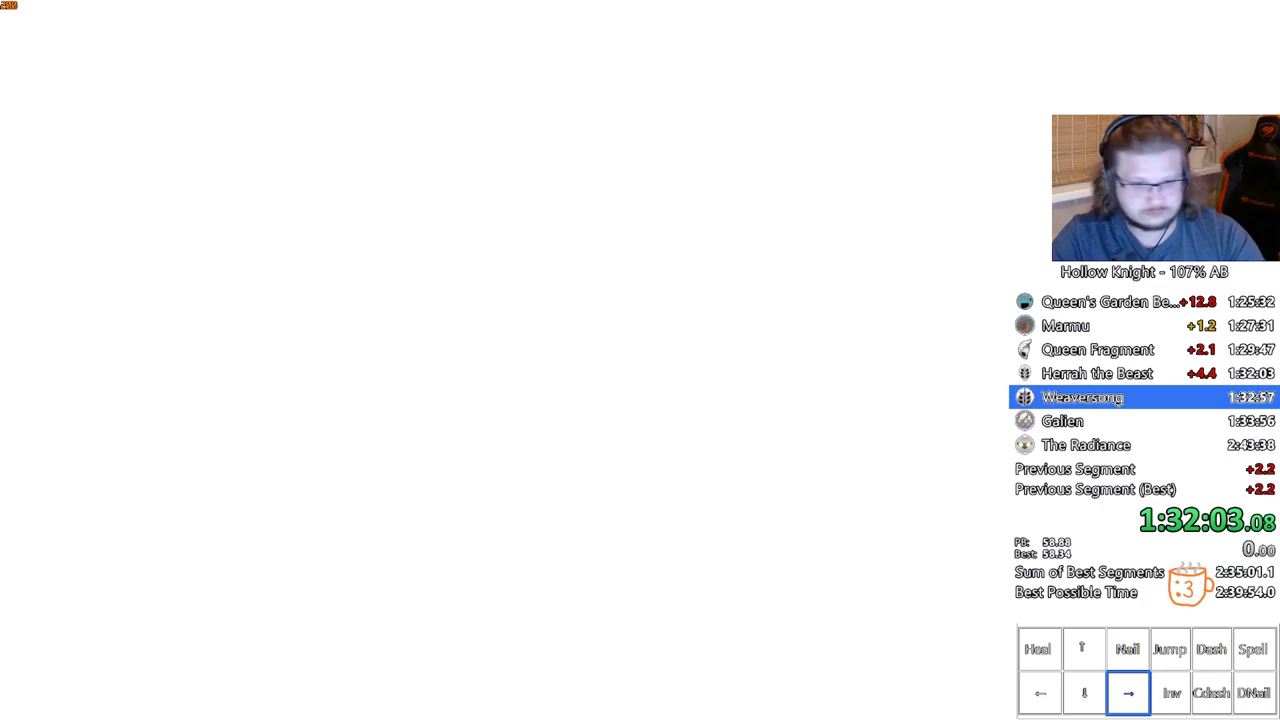 200
Hollow Knight - 107% AB
Queen's Garden Be... +12.8 1:25:32
Marmu +1.2 1:27:31
Queen Fragment +2.1 1:29:47
Herrah the Beast +4.4 1:32:03
Weaversong 1:32:57
Galien 1:33:56
The Radiance 2:43:38
Previous Segment +2.2
Previous Segment (Best) +2.2
1:32:03.08
PB: 58.88 0.00
Best: 58.34
Sum of Best Segments 2:35:01.1
Best Possible Time 2:39:54.0
Heal ↑ Nail Jump Dash Spell
← ↓ → Inv Cdash DNail